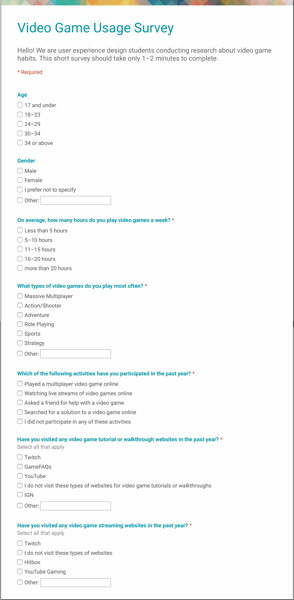 Video Game Usage Survey
Hello! We are user experience design students conducting research about video game
habits. This short survey should take only 1–2 minutes to complete.
* Required
Age
17 and under
18–23
24–29
30–34
34 or above
Gender
Male
Female
I prefer not to specify
Other:
On average, how many hours do you play video games a week? *
Less than 5 hours
5–10 hours
11–15 hours
16–20 hours
more than 20 hours
What types of video games do you play most often? *
Massive Multiplayer
Action/Shooter
Adventure
Role Playing
Sports
Strategy
Other:
Which of the following activities have you participated in the past year? *
Played a multiplayer video game online
Watching live streams of video games online
Asked a friend for help with a video game
Searched for a solution to a video game online
I did not participate in any of these activities
Have you visited any video game tutorial or walkthrough websites in the past year? *
Select all that apply
Twitch
GameFAQs
YouTube
I do not visit these types of websites for video game tutorials or walkthroughs
IGN
Other:
Have you visited any video game streaming websites in the past year? *
Select all that apply
Twitch
I do not visit these types of websites
Hitbox
YouTube Gaming
Other: